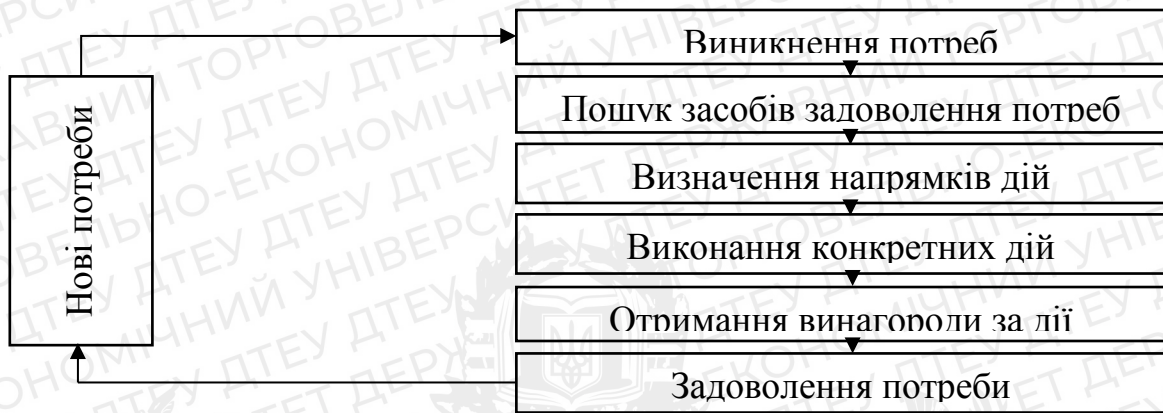 Виникнення потреб
Пошук засобів задоволення потреб
Визначення напрямків дій
Виконання конкретних дій
Отримання винагороди за дії
Задоволення потреби
Нові потреби